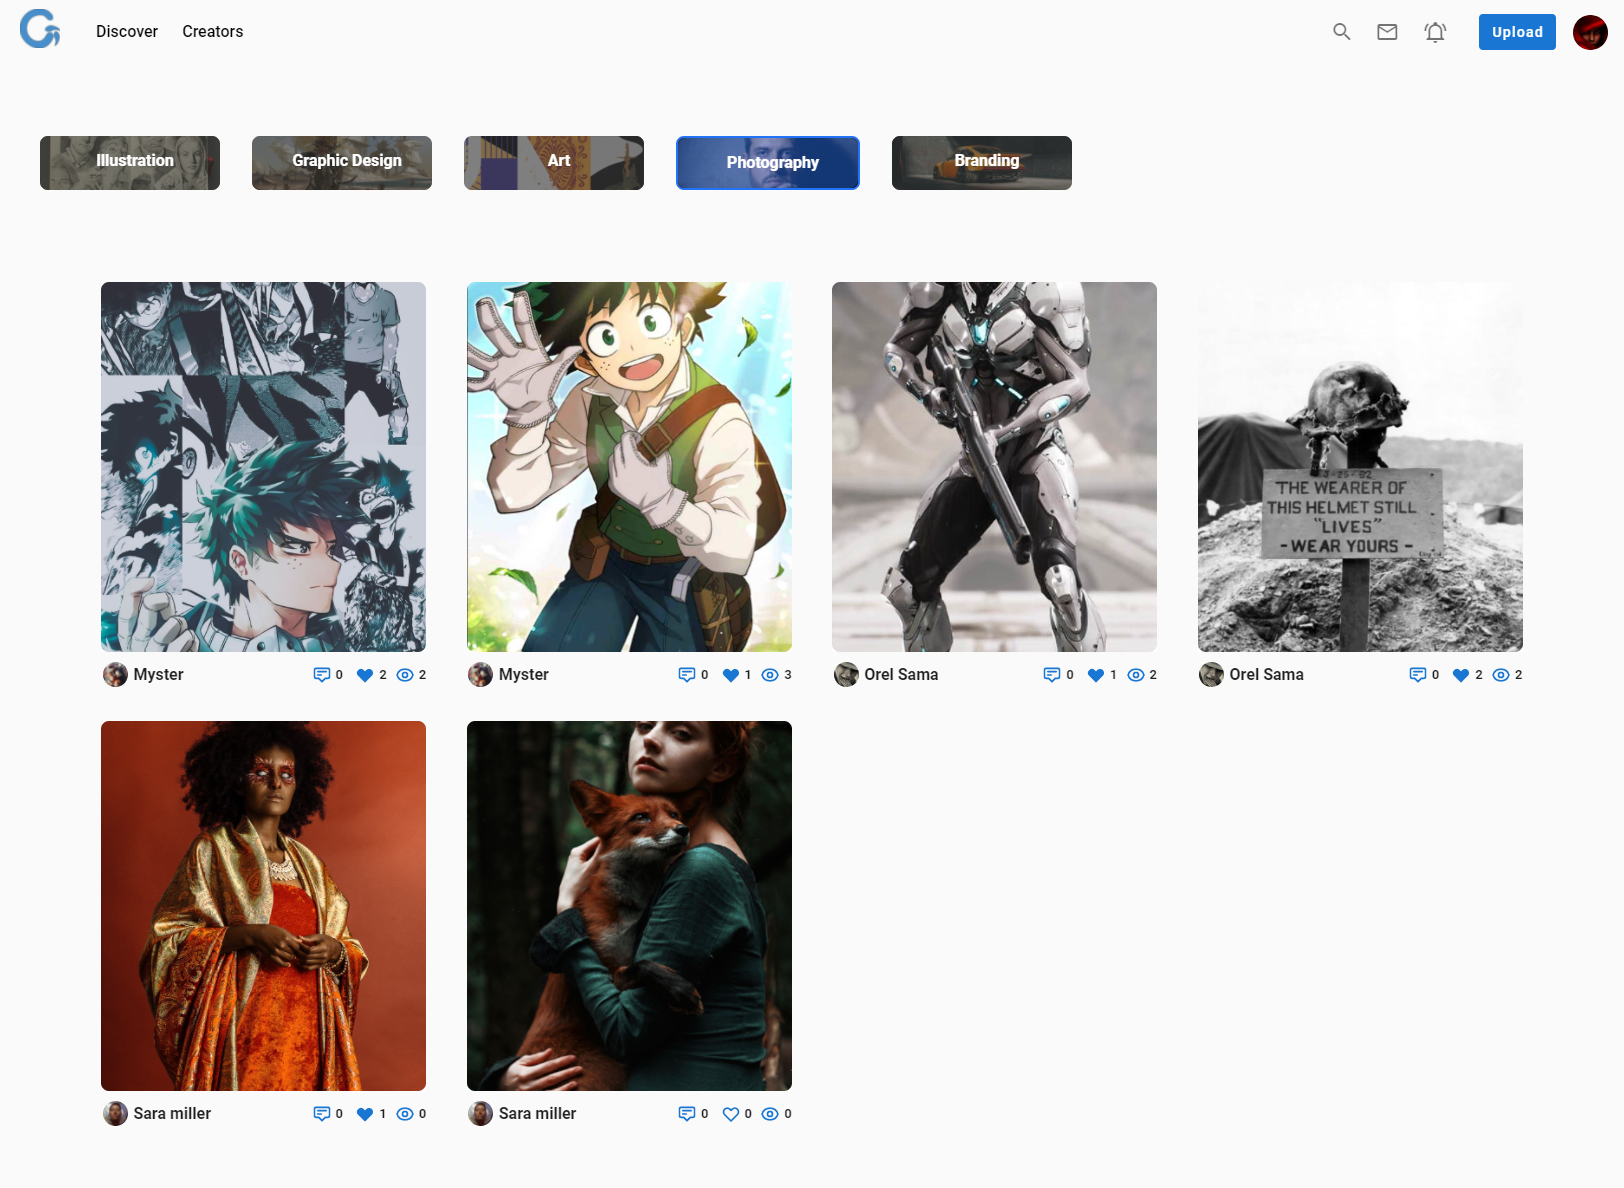 Discover Creators
Upload
Illustration
Graphic Design
Art
Photography
Branding
THE WEARER OF
THIS HELMET STILL
"LIVES"
- WEAR YOURS -
Myster 0 2 2
Myster 0 1 3
Orel Sama 0 1 2
Orel Sama 0 2 2
Sara miller 0 1 0
Sara miller 0 0 0